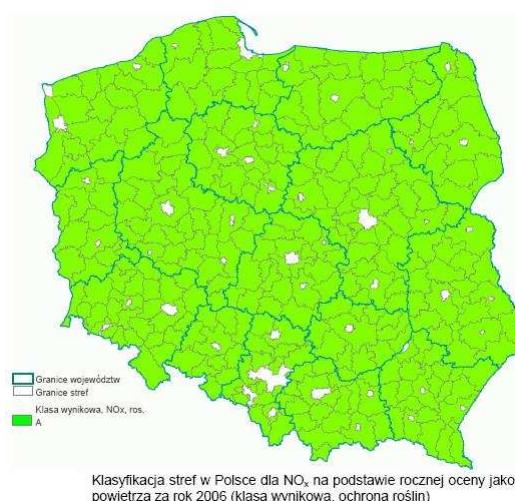 Granice województw
Granice stref
Klasa wynikowa, NOx, ros.
A
Klasyfikacja stref w Polsce dla NOₓ na podstawie rocznej oceny jako
powietrza za rok 2006 (klasa wynikowa, ochrona roślin)